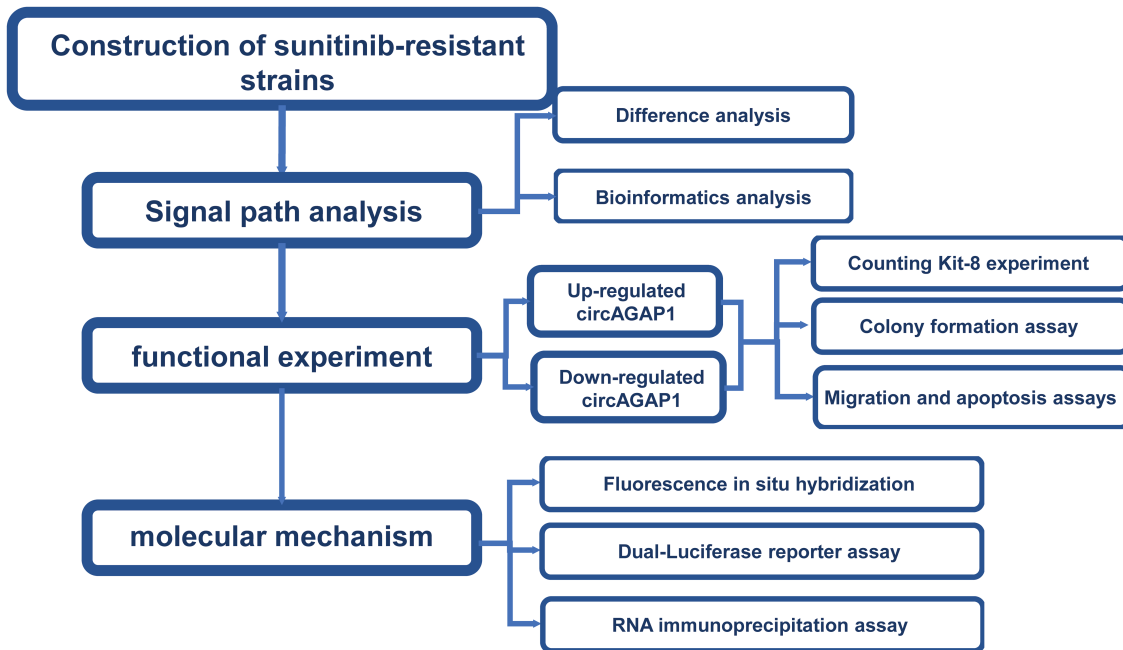 Construction of sunitinib-resistant
strains
Difference analysis
Signal path analysis
Bioinformatics analysis
functional experiment
Up-regulated
circAGAP1
Down-regulated
circAGAP1
Counting Kit-8 experiment
Colony formation assay
Migration and apoptosis assays
molecular mechanism
Fluorescence in situ hybridization
Dual-Luciferase reporter assay
RNA immunoprecipitation assay